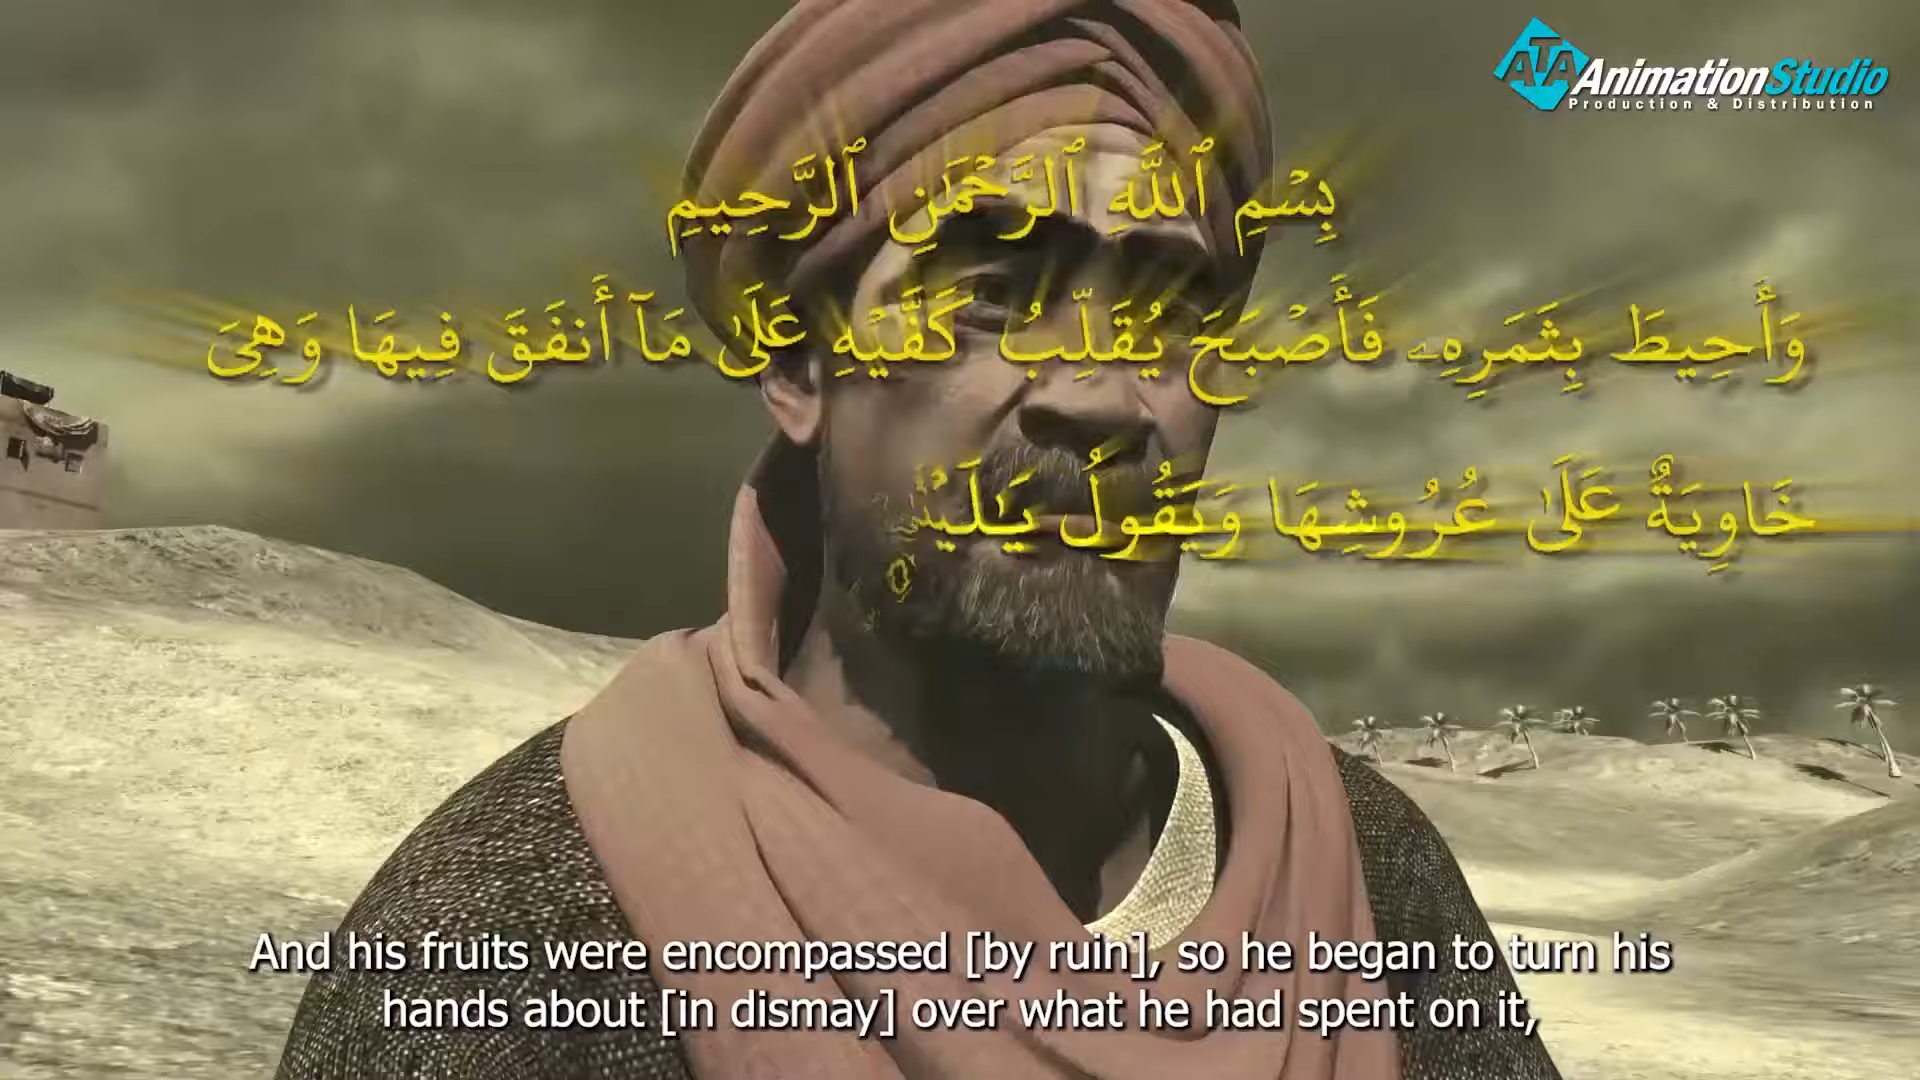 ATA AnimationStudio
Production & Distribution
بِسْمِ ٱللَّهِ ٱلرَّحْمَٰنِ ٱلرَّحِيمِ
وَأُحِيطَ بِثَمَرِهِۦ فَأَصْبَحَ يُقَلِّبُ كَفَّيْهِ عَلَىٰ مَآ أَنفَقَ فِيهَا وَهِىَ
خَاوِيَةٌ عَلَىٰ عُرُوشِهَا وَيَقُولُ
And his fruits were encompassed [by ruin], so he began to turn his
hands about [in dismay] over what he had spent on it,